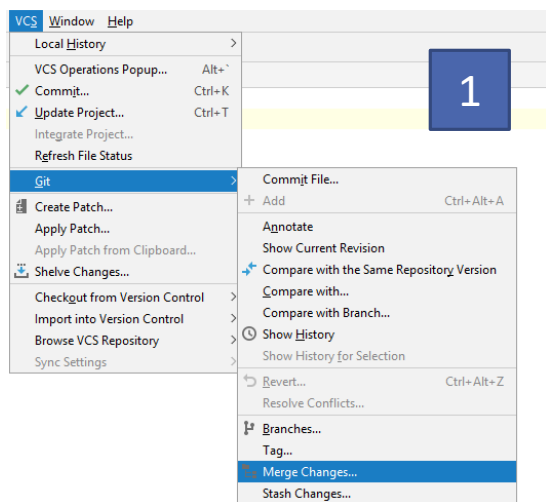 VCS Window Help
Local History
VCS Operations Popup... Alt+`
Commit... Ctrl+K
Update Project... Ctrl+T
Integrate Project...
Refresh File Status
Git
Create Patch...
Apply Patch...
Apply Patch from Clipboard...
Shelve Changes...
Checkout from Version Control
Import into Version Control
Browse VCS Repository
Sync Settings
1
Commit File...
Add Ctrl+Alt+A
Annotate
Show Current Revision
Compare with the Same Repository Version
Compare with...
Compare with Branch...
Show History
Show History for Selection
Revert... Ctrl+Alt+Z
Resolve Conflicts...
Branches...
Tag...
Merge Changes...
Stash Changes...